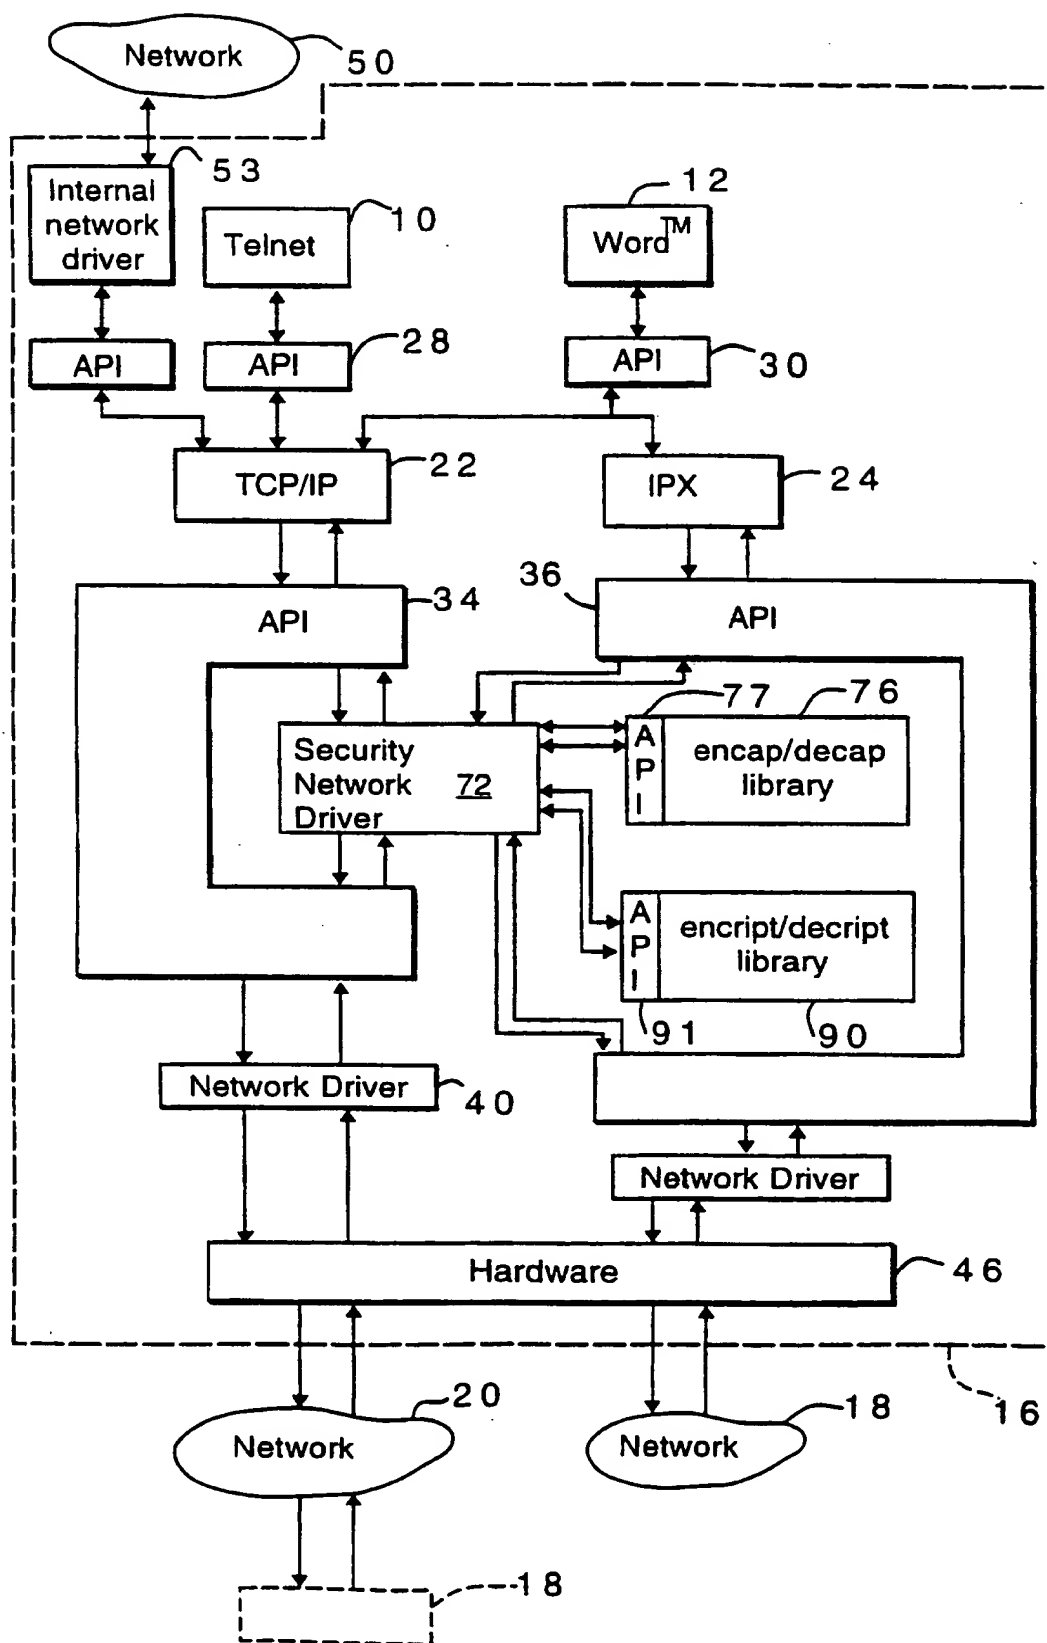 Network
50
53
Internal
network
driver
10
Telnet
12
Word™
API
API
28
API
30
TCP/IP
22
IPX
24
API
34
36
API
77
76
Security
Network
Driver
72
API
encap/decap
library
API
encript/decript
library
91
90
Network Driver
40
Network Driver
Hardware
46
16
20
Network
18
Network
18